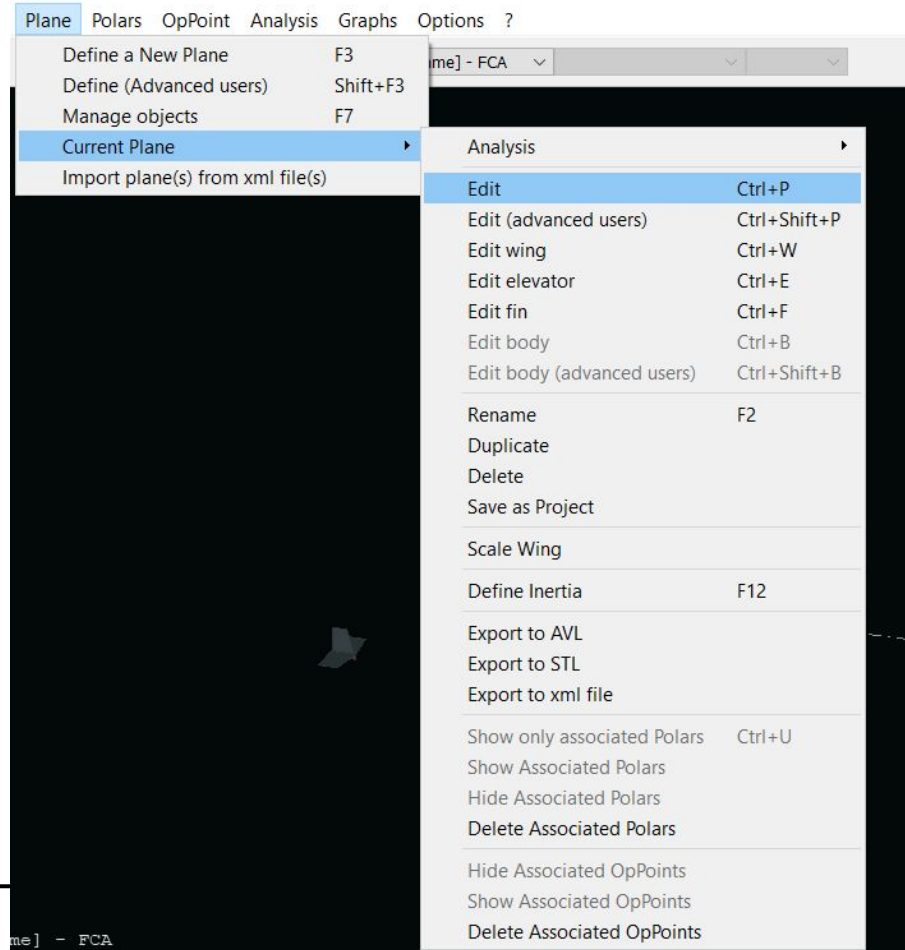 Plane Polars OpPoint Analysis Graphs Options ?
Define a New Plane F3
me] - FCA
Define (Advanced users) Shift+F3
Manage objects F7
Current Plane
Import plane(s) from xml file(s)
Analysis
Edit Ctrl+P
Edit (advanced users) Ctrl+Shift+P
Edit wing Ctrl+W
Edit elevator Ctrl+E
Edit fin Ctrl+F
Edit body Ctrl+B
Edit body (advanced users) Ctrl+Shift+B
Rename F2
Duplicate
Delete
Save as Project
Scale Wing
Define Inertia F12
Export to AVL
Export to STL
Export to xml file
Show only associated Polars Ctrl+U
Show Associated Polars
Hide Associated Polars
Delete Associated Polars
Hide Associated OpPoints
Show Associated OpPoints
Delete Associated OpPoints
me] - FCA